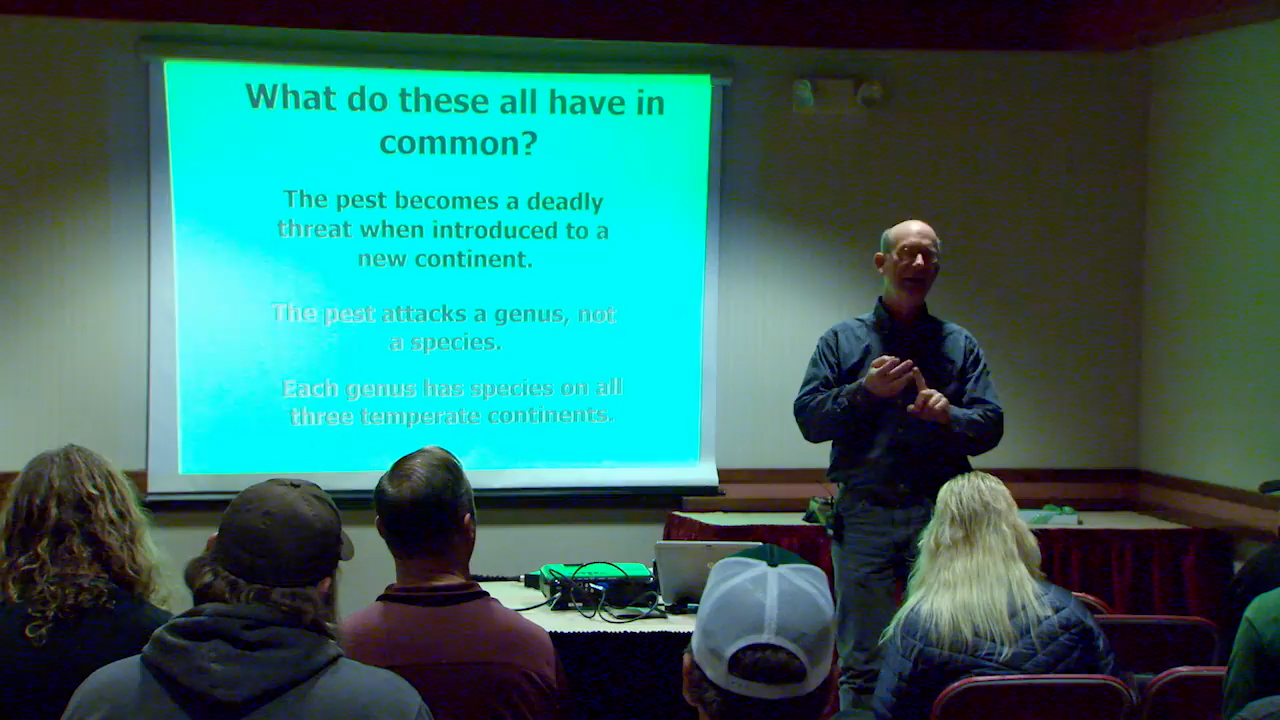 What do these all have in
common?
The pest becomes a deadly
threat when introduced to a
new continent.
The pest attacks a genus, not
a species.
Each genus has species on all
three temperate continents.